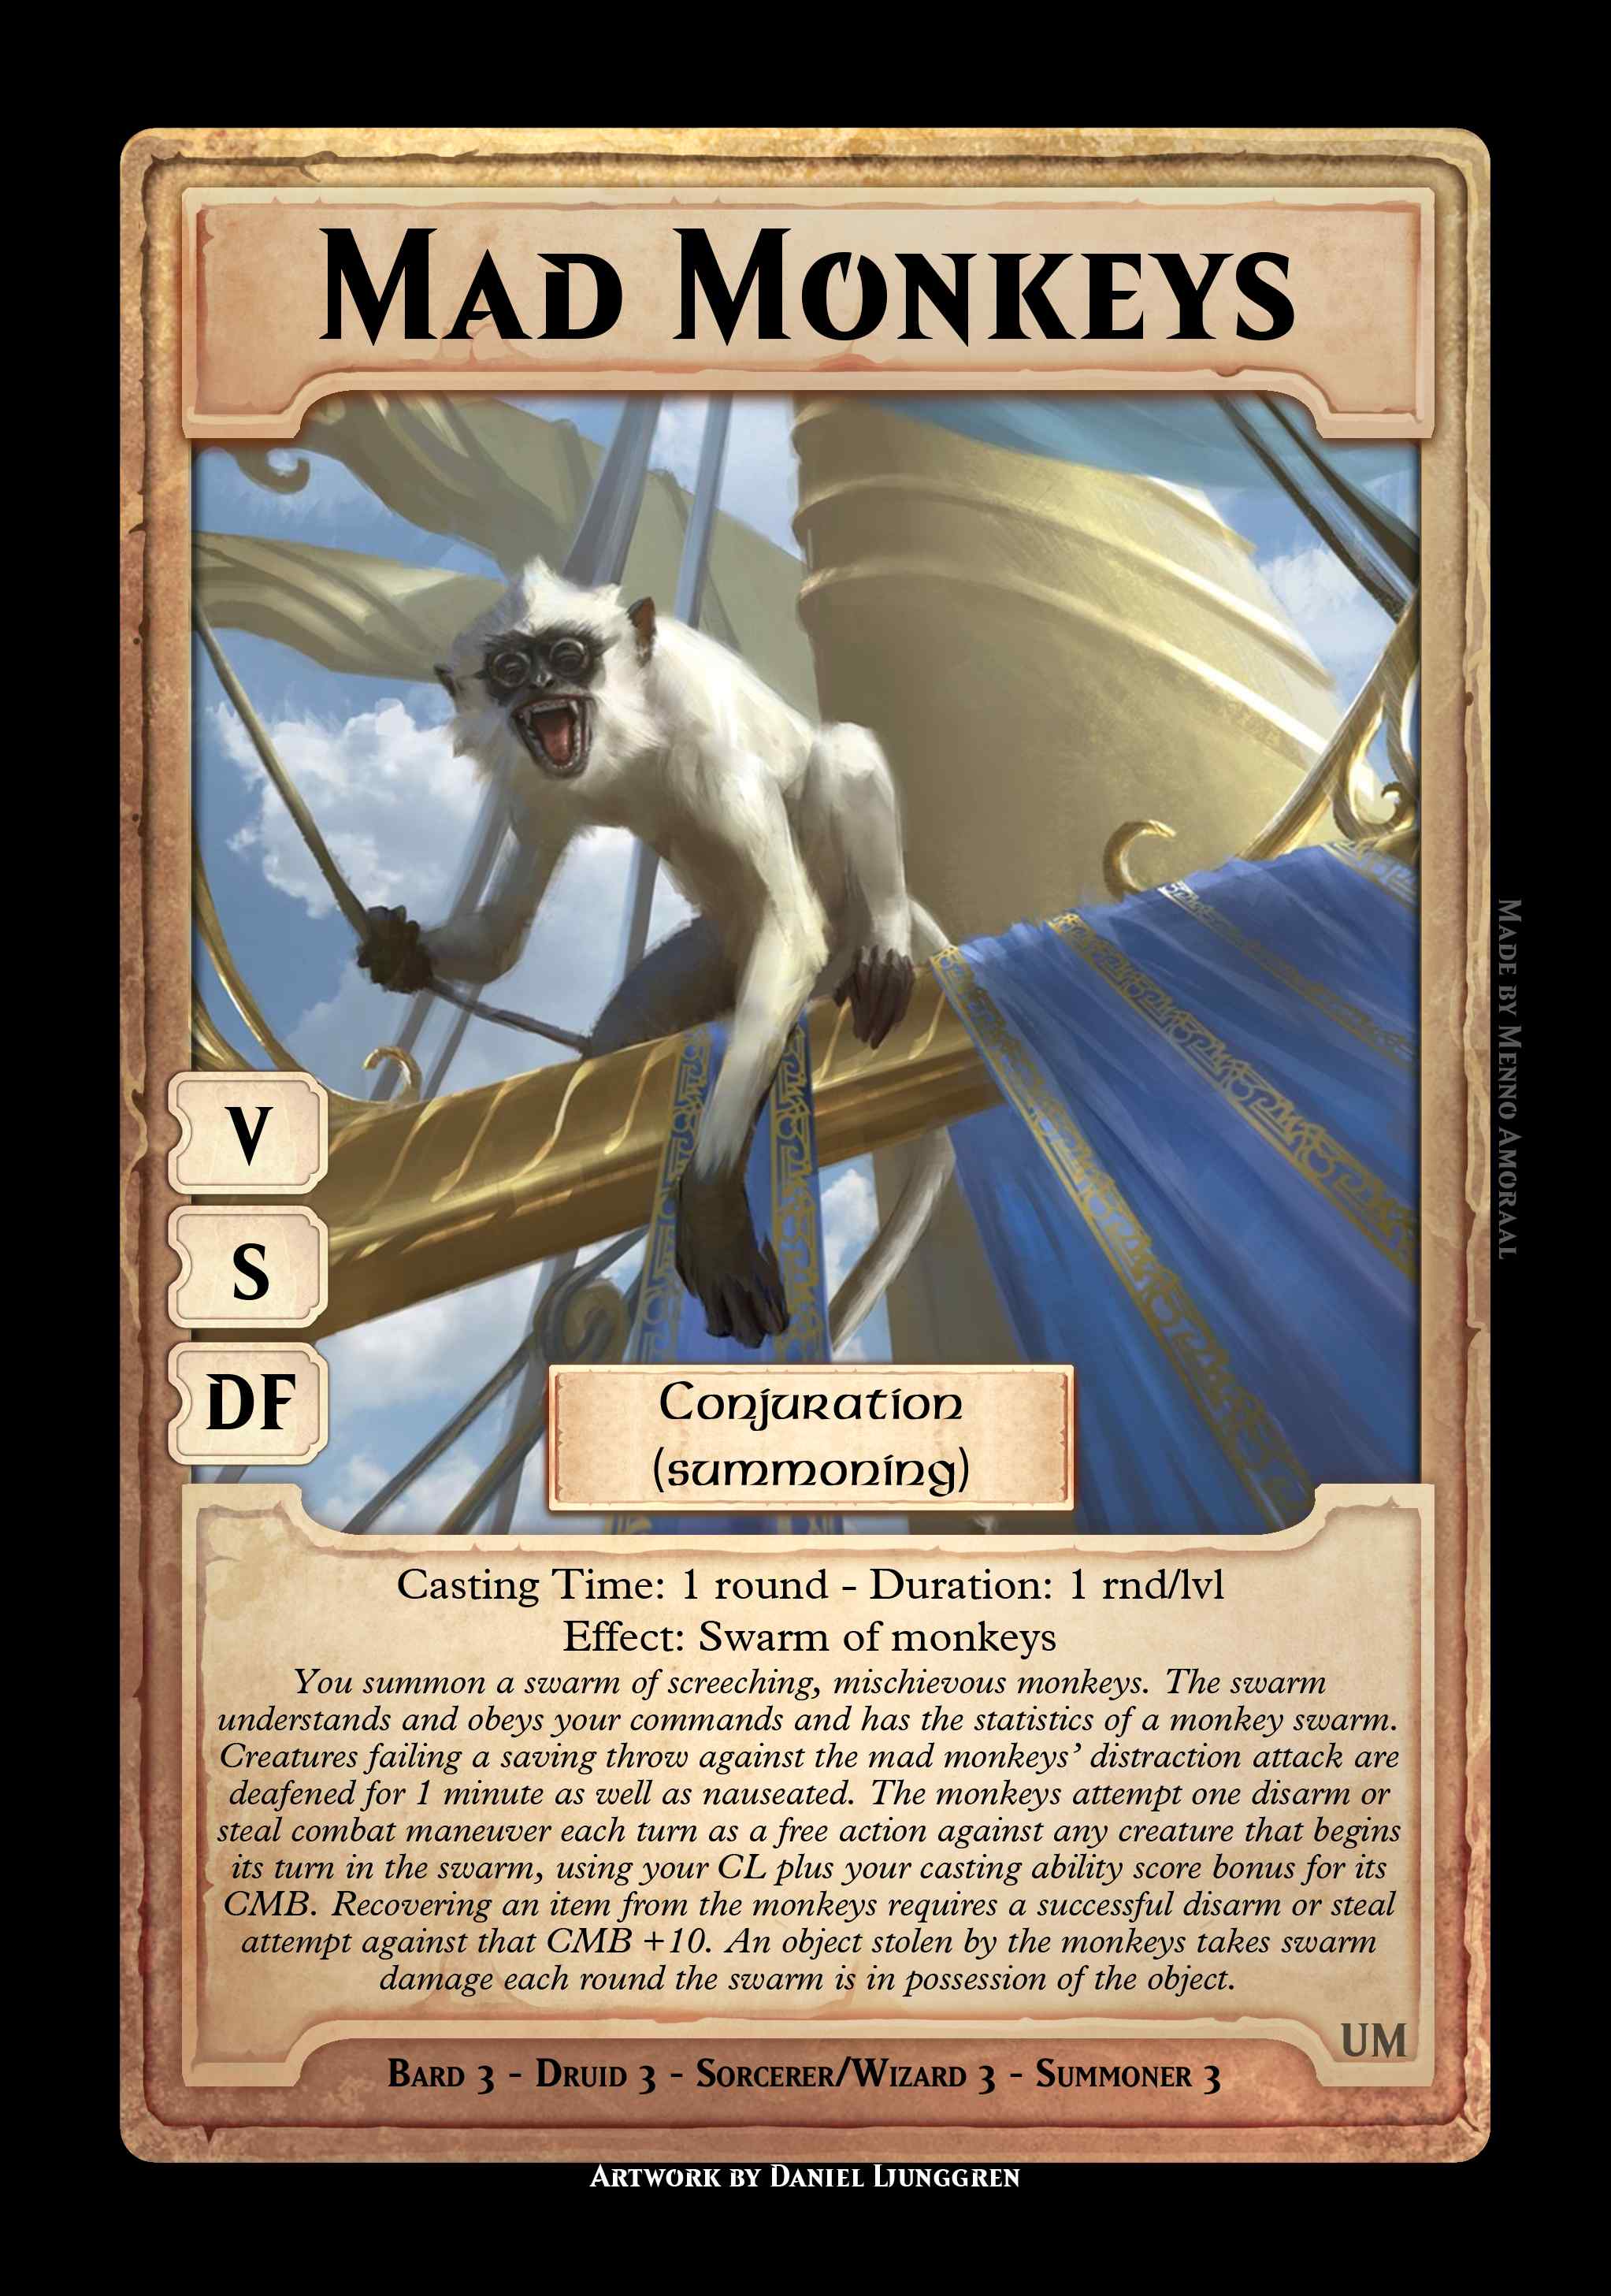 Mad Monkeys
V
S
DF
Conjuration
(summoning)
Casting Time: 1 round - Duration: 1 rnd/lvl
Effect: Swarm of monkeys
You summon a swarm of screeching, mischievous monkeys. The swarm
understands and obeys your commands and has the statistics of a monkey swarm.
Creatures failing a saving throw against the mad monkeys’ distraction attack are
deafened for 1 minute as well as nauseated. The monkeys attempt one disarm or
steal combat maneuver each turn as a free action against any creature that begins
its turn in the swarm, using your CL plus your casting ability score bonus for its
CMB. Recovering an item from the monkeys requires a successful disarm or steal
attempt against that CMB +10. An object stolen by the monkeys takes swarm
damage each round the swarm is in possession of the object.
UM
Bard 3 - Druid 3 - Sorcerer/Wizard 3 - Summoner 3
Artwork by Daniel Ljunggren
Made by Menno Amoraal